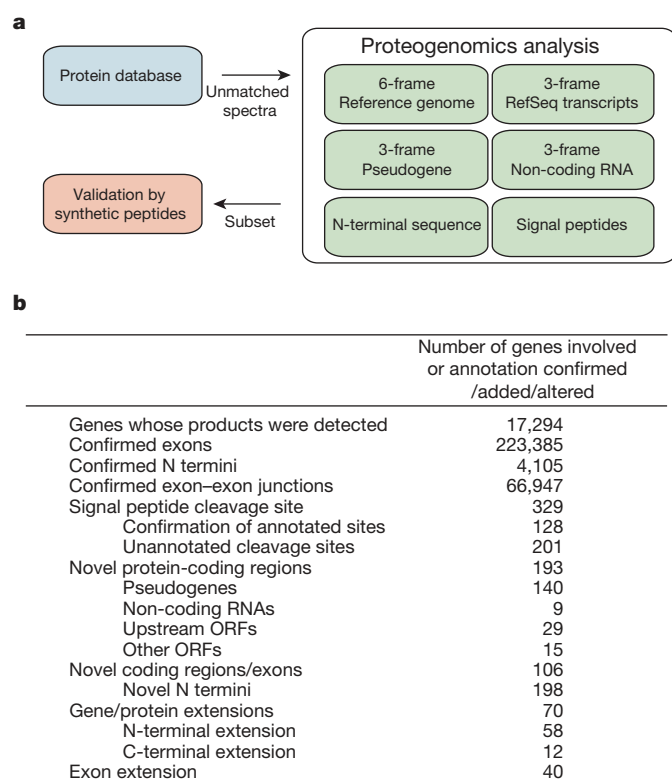 a
Protein database
Unmatched
spectra
Proteogenomics analysis
6-frame
Reference genome
3-frame
RefSeq transcripts
3-frame
Pseudogene
3-frame
Non-coding RNA
N-terminal sequence
Signal peptides
Subset
Validation by
synthetic peptides
b
Number of genes involved
or annotation confirmed
/added/altered
Genes whose products were detected 17,294
Confirmed exons 223,385
Confirmed N termini 4,105
Confirmed exon–exon junctions 66,947
Signal peptide cleavage site 329
Confirmation of annotated sites 128
Unannotated cleavage sites 201
Novel protein-coding regions 193
Pseudogenes 140
Non-coding RNAs 9
Upstream ORFs 29
Other ORFs 15
Novel coding regions/exons 106
Novel N termini 198
Gene/protein extensions 70
N-terminal extension 58
C-terminal extension 12
Exon extension 40